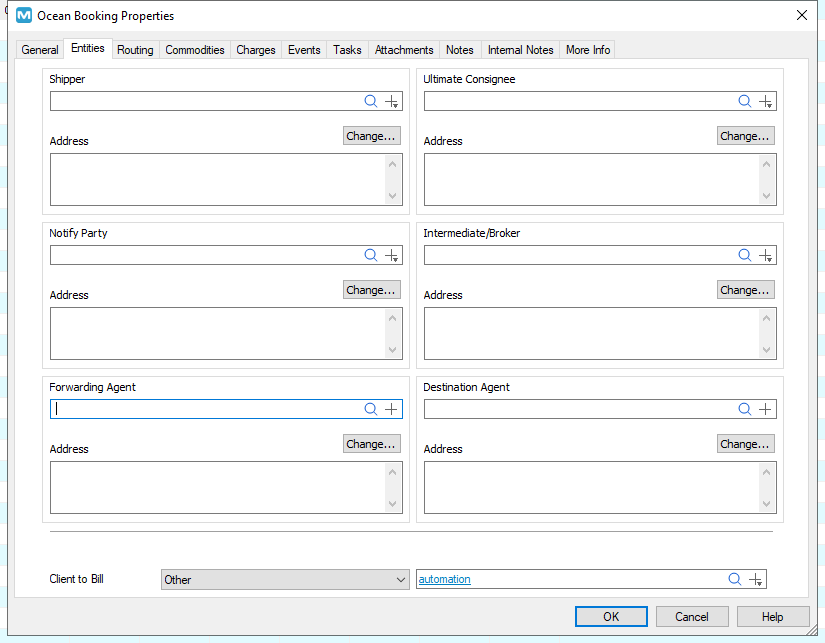 Ocean Booking Properties
General Entities Routing Commodities Charges Events Tasks Attachments Notes Internal Notes More Info
Shipper
Ultimate Consignee
Address
Change...
Address
Change...
Notify Party
Intermediate/Broker
Address
Change...
Address
Change...
Forwarding Agent
Destination Agent
Address
Change...
Address
Change...
Client to Bill
Other
automation
OK
Cancel
Help